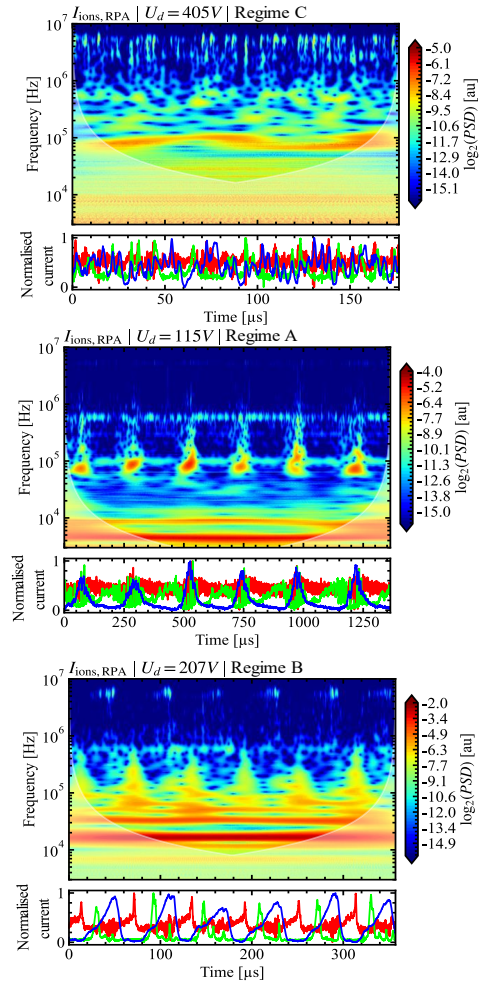 I_ions, RPA | U_d = 405V | Regime C
10^7
10^6
10^5
10^4
Frequency [Hz]
-5.0
-6.1
-7.2
-8.4
-9.5
-10.6
-11.7
-12.9
-14.0
-15.1
log_2(PSD) [au]
1
0
Normalised
current
0 50 100 150
Time [μs]
I_ions, RPA | U_d = 115V | Regime A
10^7
10^6
10^5
10^4
Frequency [Hz]
-4.0
-5.2
-6.4
-7.7
-8.9
-10.1
-11.3
-12.6
-13.8
-15.0
log_2(PSD) [au]
1
0
Normalised
current
0 250 500 750 1000 1250
Time [μs]
I_ions, RPA | U_d = 207V | Regime B
10^7
10^6
10^5
10^4
Frequency [Hz]
-2.0
-3.4
-4.9
-6.3
-7.7
-9.1
-10.6
-12.0
-13.4
-14.9
log_2(PSD) [au]
1
0
Normalised
current
0 100 200 300
Time [μs]